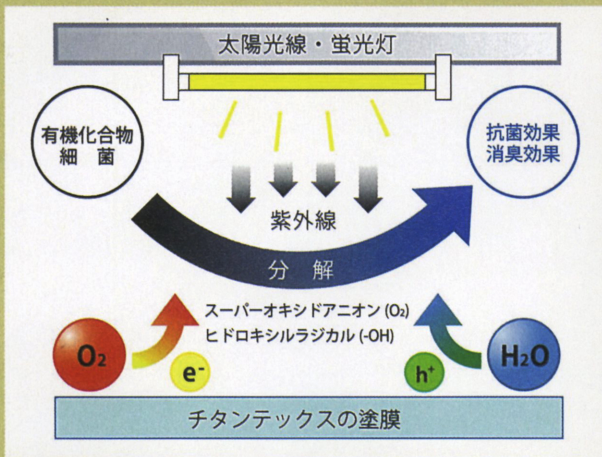 太陽光線・蛍光灯
有機化合物
細　菌
抗菌効果
消臭効果
紫外線
分　解
スーパーオキシドアニオン (O₂)
ヒドロキシルラジカル (-OH)
O₂
e⁻
h⁺
H₂O
チタンテックスの塗膜